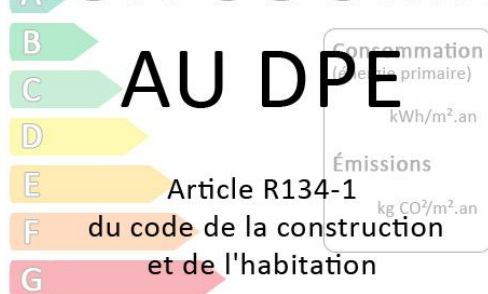 B
C
D
E
F
G
AU DPE
Article R134-1
du code de la construction
et de l'habitation
Consommation
(énergie primaire)
kWh/m².an
Émissions
kg CO²/m².an